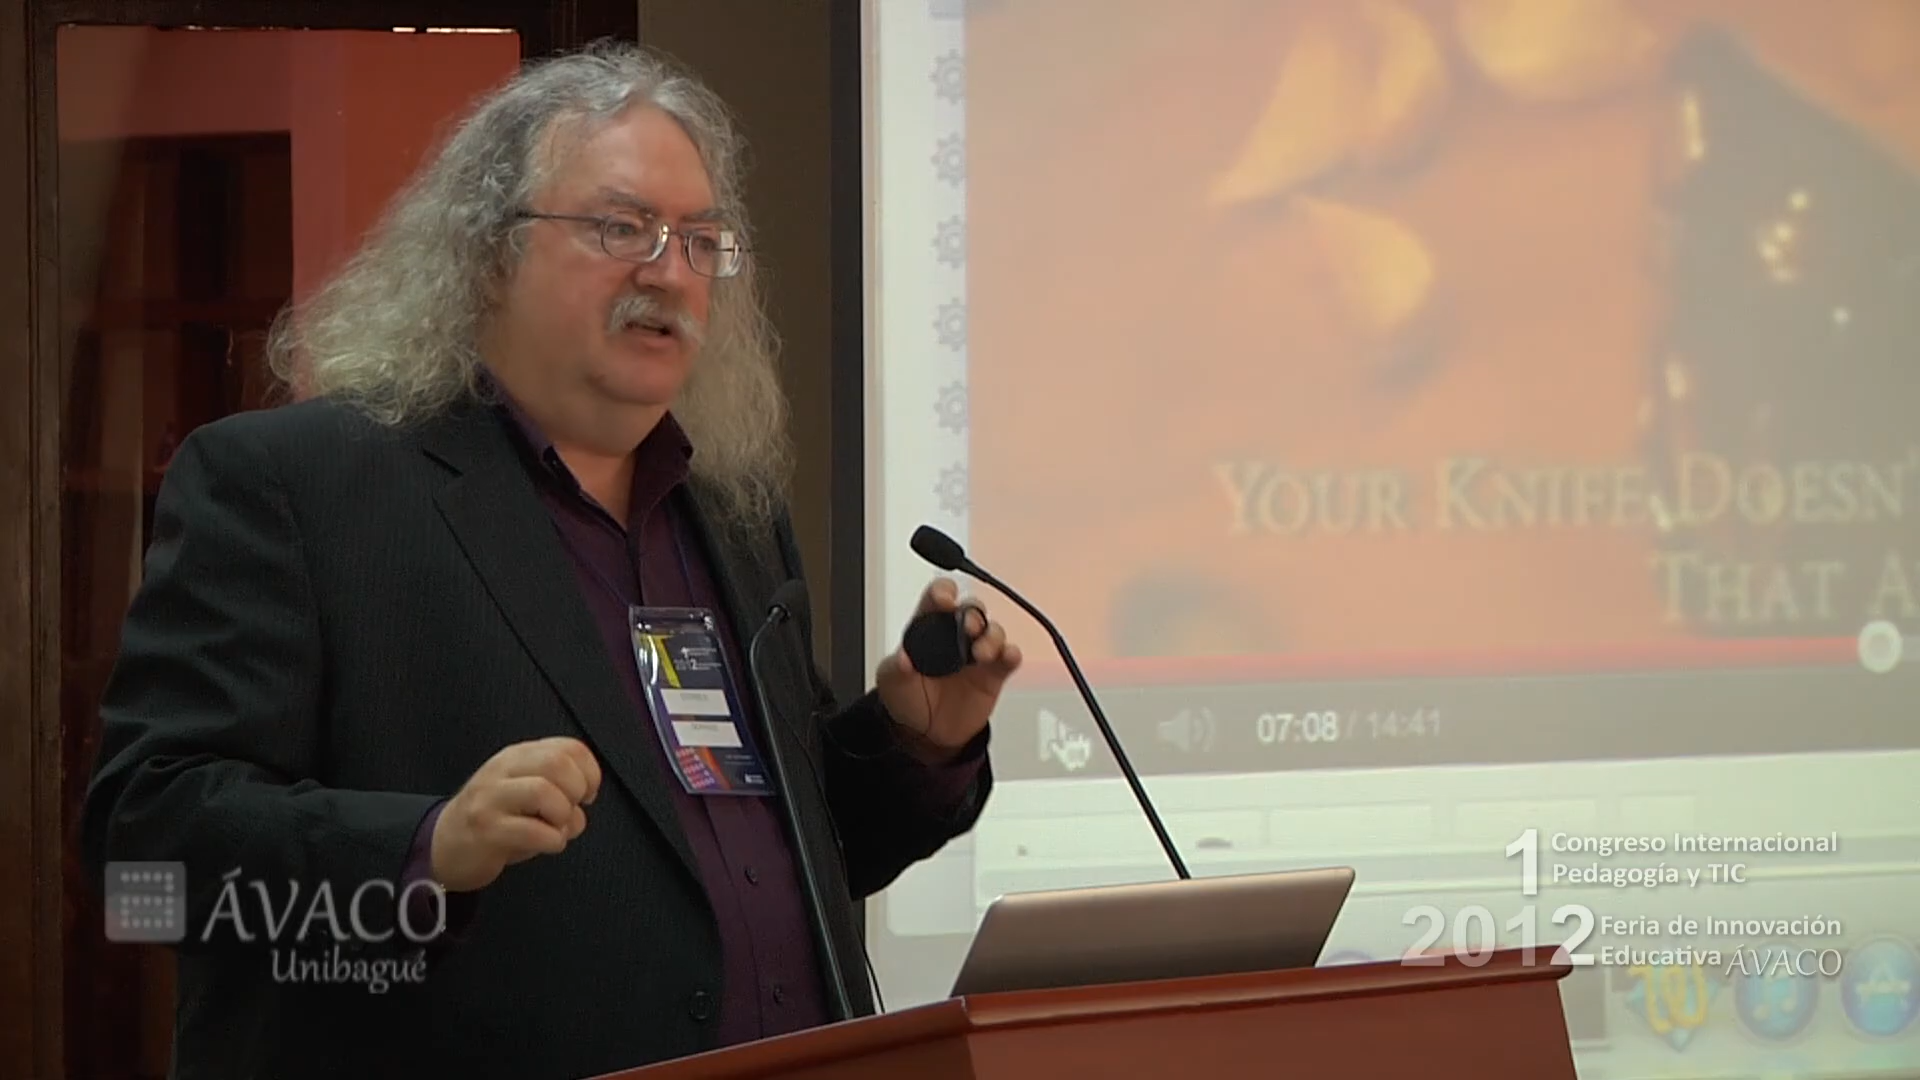 YOUR KNIFE DOESN'
THAT A
07:08 / 14:41
1 Congreso Internacional
Pedagogía y TIC
2012 Feria de Innovación
Educativa ÁVACO
ÁVACO
Unibagué